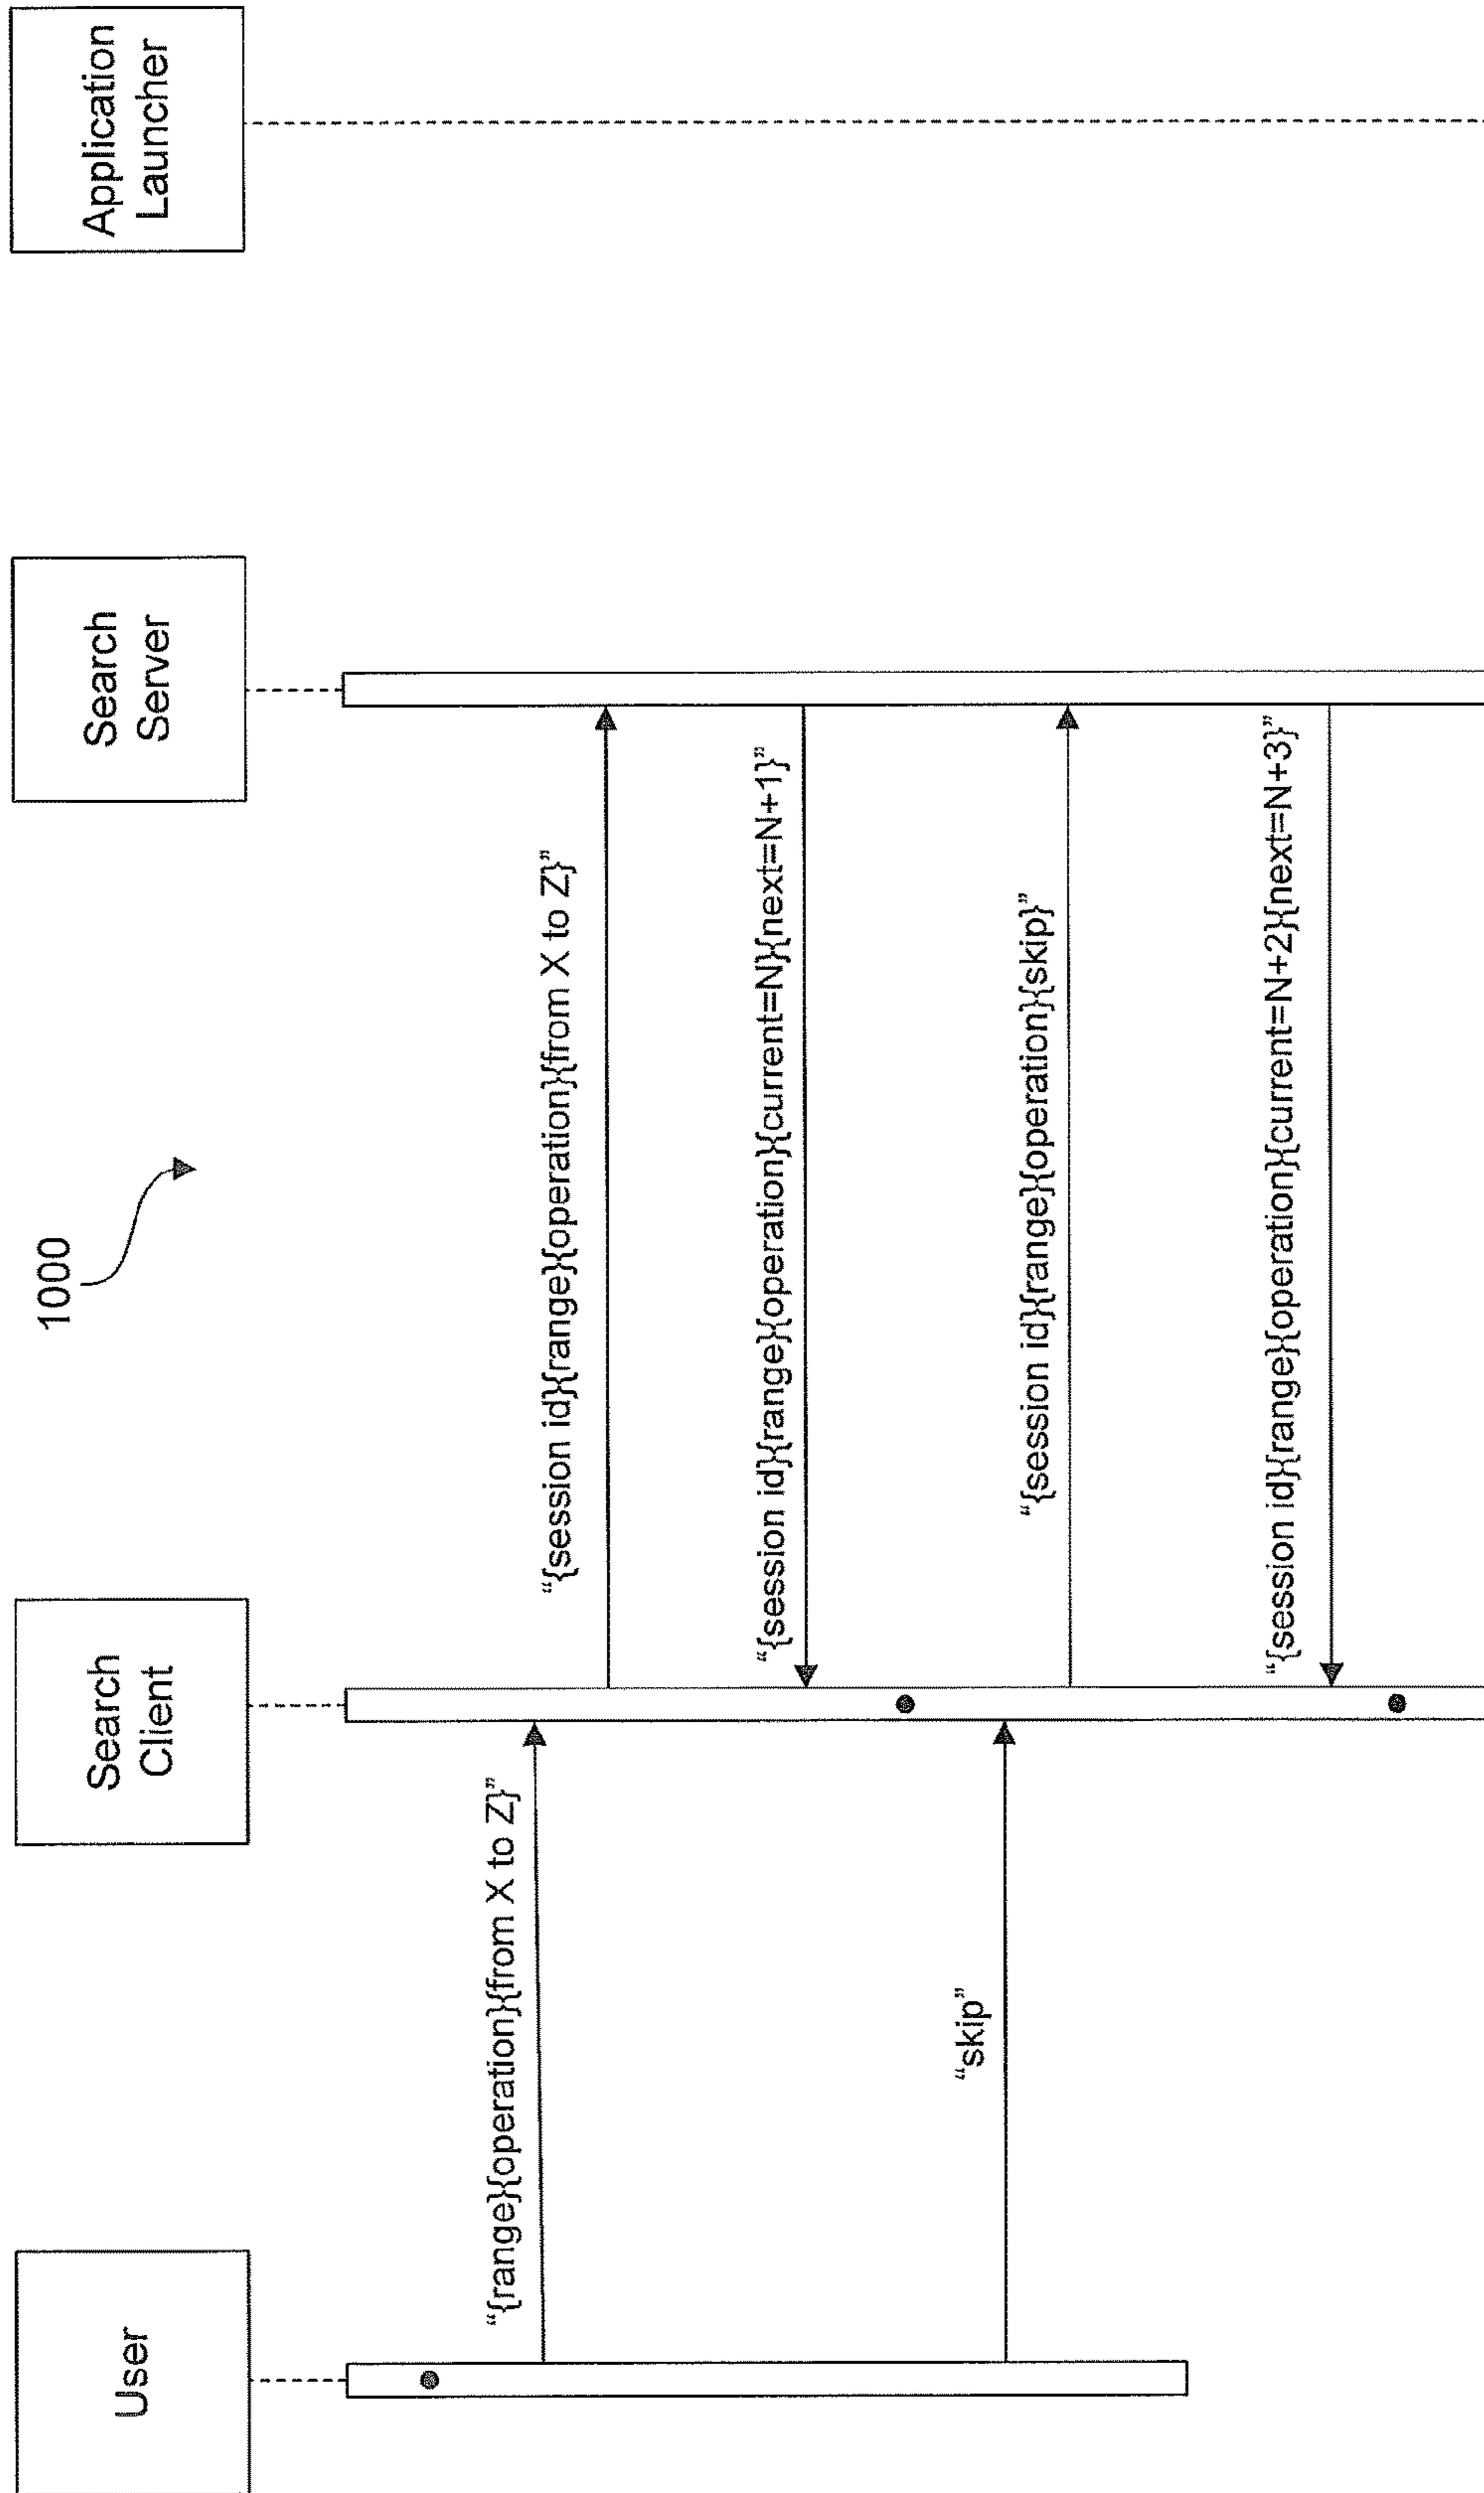 1000
User
Search
Client
Search
Server
Application
Launcher
“{range}{operation}{from X to Z}”
“{session id}{range}{operation}{from X to Z}”
“{session id}{range}{operation}{current=N}{next=N+1}”
“skip”
“{session id}{range}{operation}{skip}”
“{session id}{range}{operation}{current=N+2}{next=N+3}”